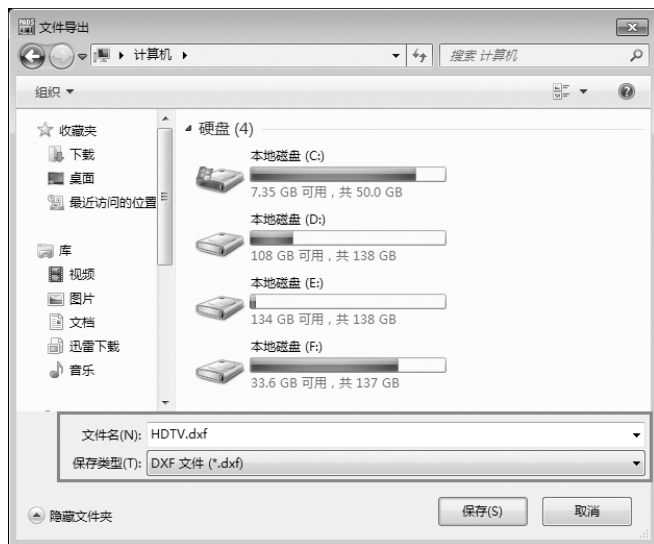 PADS
文件导出
计算机
搜索 计算机
组织
收藏夹
下载
桌面
最近访问的位置
库
视频
图片
文档
迅雷下载
音乐
硬盘 (4)
本地磁盘 (C:)
7.35 GB 可用，共 50.0 GB
本地磁盘 (D:)
108 GB 可用，共 138 GB
本地磁盘 (E:)
134 GB 可用，共 138 GB
本地磁盘 (F:)
33.6 GB 可用，共 137 GB
文件名(N): HDTV.dxf
保存类型(T): DXF 文件 (*.dxf)
隐藏文件夹
保存(S)
取消